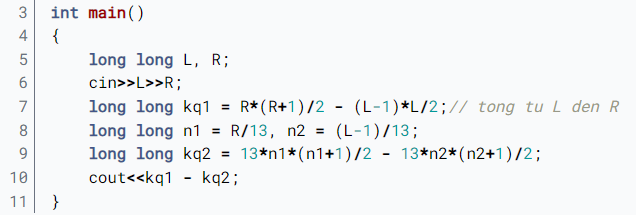 3 int main()
4 {
5     long long L, R;
6     cin>>L>>R;
7     long long kq1 = R*(R+1)/2 - (L-1)*L/2;// tong tu L den R
8     long long n1 = R/13, n2 = (L-1)/13;
9     long long kq2 = 13*n1*(n1+1)/2 - 13*n2*(n2+1)/2;
10     cout<<kq1 - kq2;
11 }